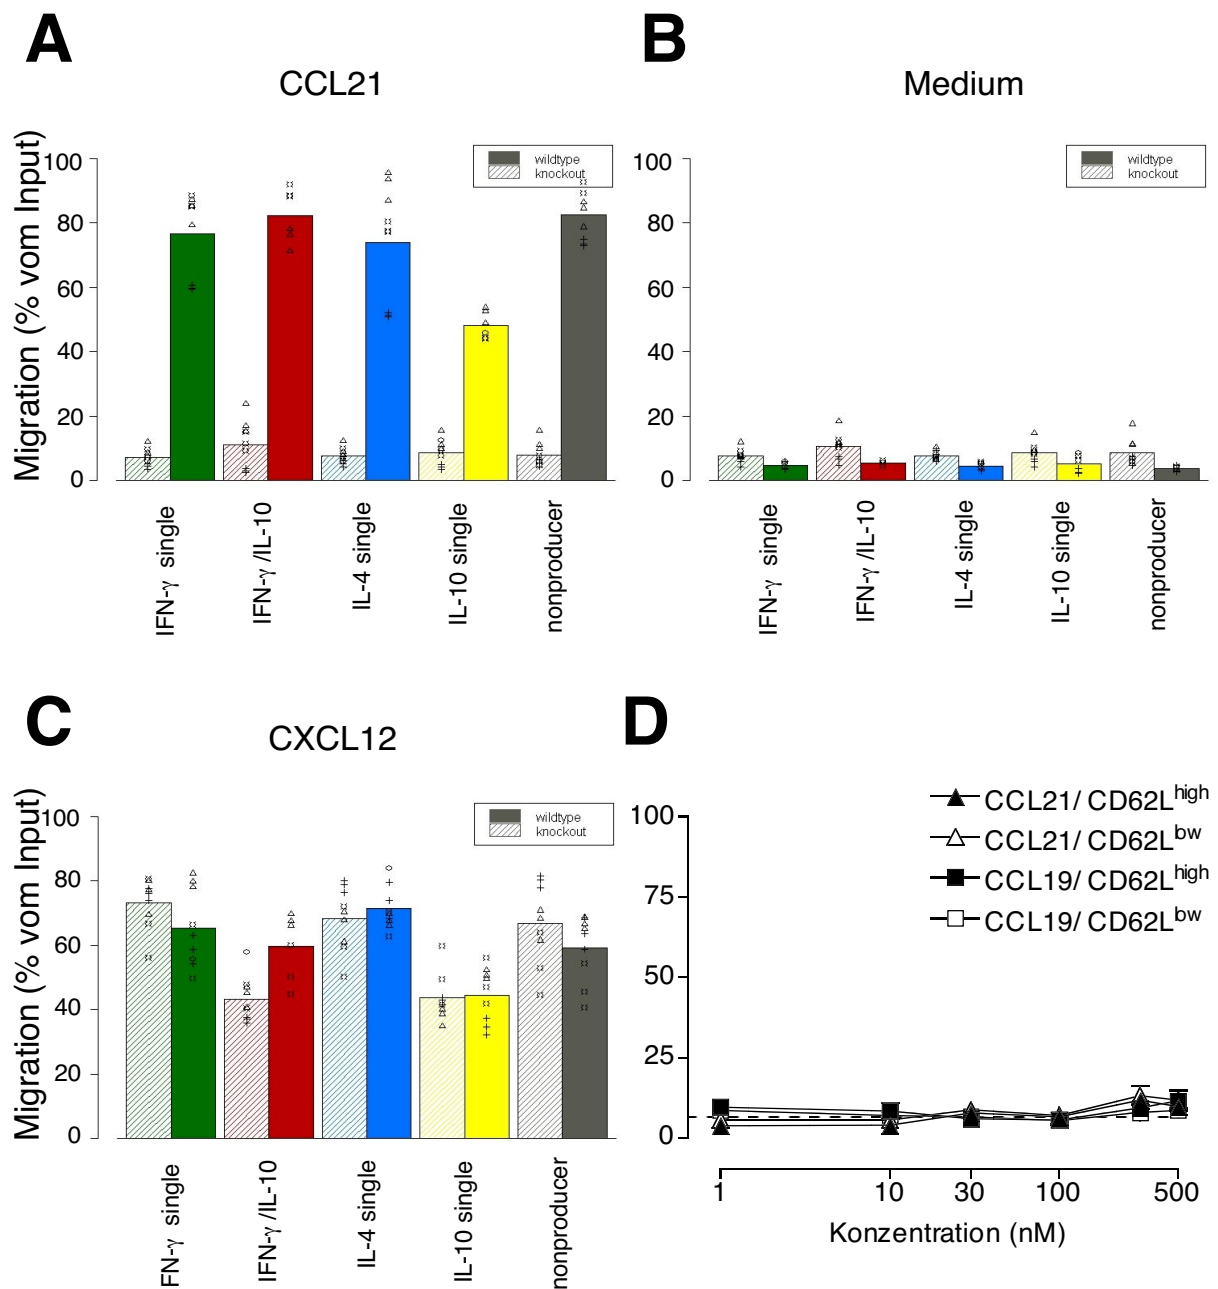 A
CCL21
Migration (% vom Input)
100
80
60
40
20
0
wildtype
knockout
IFN-γ single
IFN-γ /IL-10
IL-4 single
IL-10 single
nonproducer
B
Medium
100
80
60
40
20
0
wildtype
knockout
IFN-γ single
IFN-γ /IL-10
IL-4 single
IL-10 single
nonproducer
C
CXCL12
Migration (% vom Input)
100
80
60
40
20
0
wildtype
knockout
FN-γ single
IFN-γ /IL-10
IL-4 single
IL-10 single
nonproducer
D
CCL21/ CD62Lhigh
CCL21/ CD62Llow
CCL19/ CD62Lhigh
CCL19/ CD62Llow
100
75
50
25
0
1 10 30 100 500
Konzentration (nM)